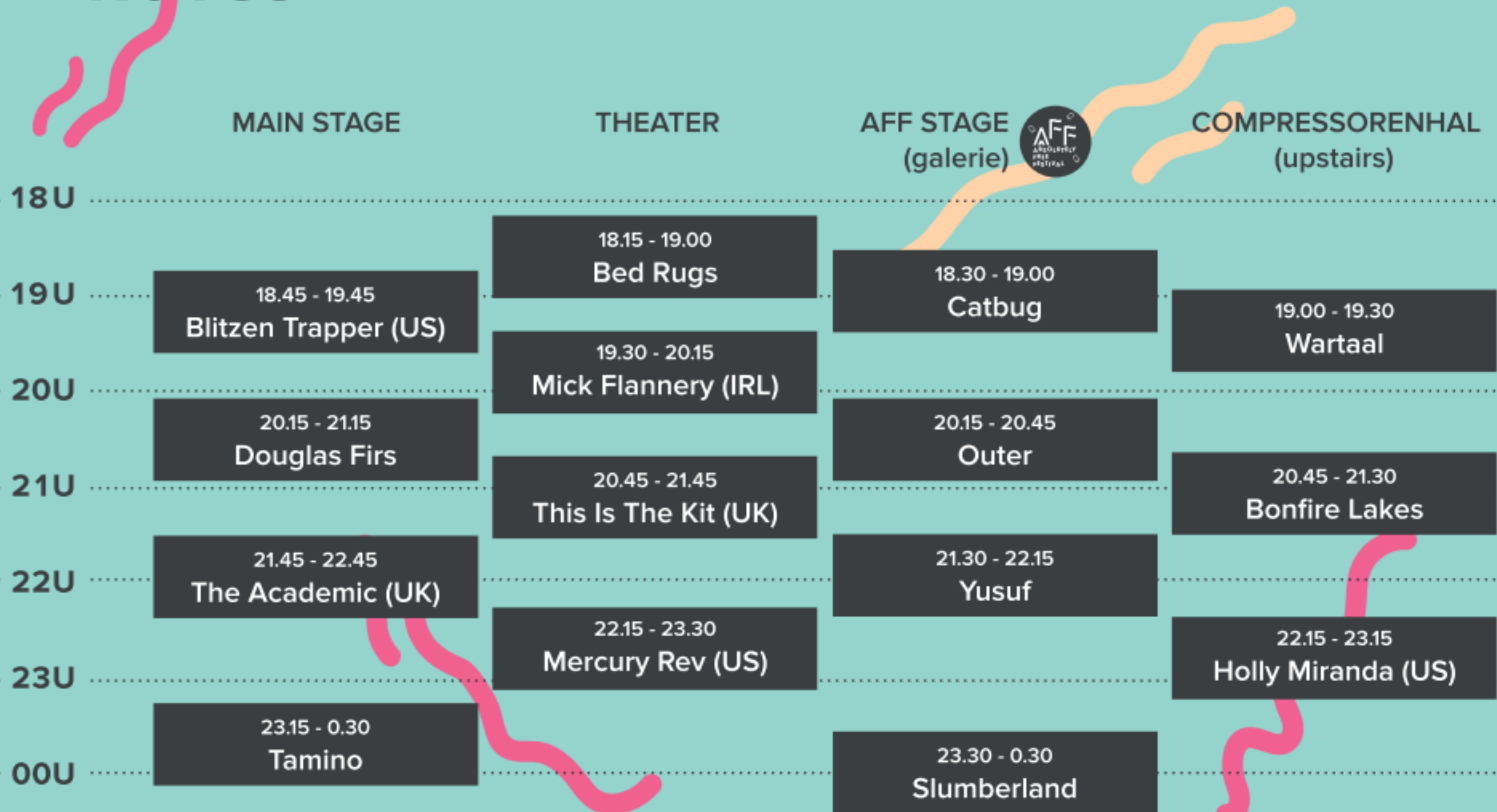 MAIN STAGE
THEATER
AFF STAGE
(galerie)
AFF
ABSOLUTELY
FREE
FESTIVAL
COMPRESSORENHAL
(upstairs)
18U
18.15 - 19.00
Bed Rugs
18.30 - 19.00
Catbug
19U
18.45 - 19.45
Blitzen Trapper (US)
19.00 - 19.30
Wartaal
19.30 - 20.15
Mick Flannery (IRL)
20U
20.15 - 21.15
Douglas Firs
20.15 - 20.45
Outer
21U
20.45 - 21.45
This Is The Kit (UK)
20.45 - 21.30
Bonfire Lakes
22U
21.45 - 22.45
The Academic (UK)
21.30 - 22.15
Yusuf
22.15 - 23.30
Mercury Rev (US)
22.15 - 23.15
Holly Miranda (US)
23U
23.15 - 0.30
Tamino
23.30 - 0.30
Slumberland
00U